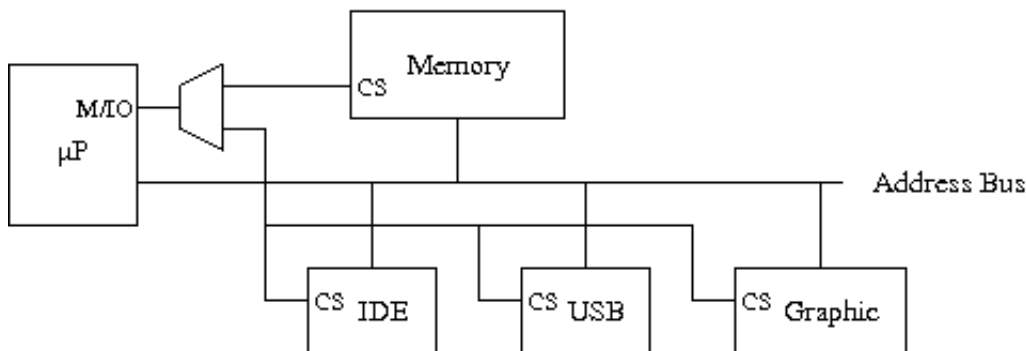 Memory
CS
M/IO
µP
Address Bus
CS IDE
CS USB
CS Graphic